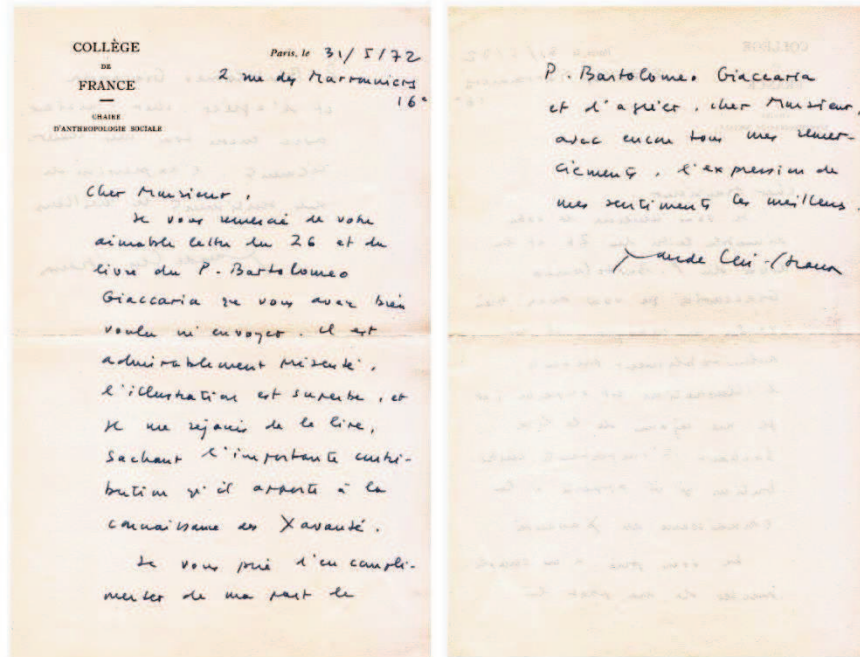 COLLÈGE
DE
FRANCE
CHAIRE
D'ANTHROPOLOGIE SOCIALE
Paris, le 31/5/72
2 rue des Marronniers
16e
Cher Monsieur,
Je vous remercie de votre
aimable lettre du 26 et du
livre du P. Bartolomeo
Giaccaria que vous avez bien
voulu m'envoyer. Il est
admirablement présenté,
l'illustration est superbe, et
je me réjouis de le lire,
sachant l'importante contri-
bution qu'il apporte à la
connaissance des Xavanté.
Je vous prie d'en compli-
menter de ma part le
P. Bartolomeo Giaccaria
et d'agréer, cher Monsieur,
avec encore tous mes remer-
ciements, l'expression de
mes sentiments les meilleurs.
Claude Lévi-Strauss